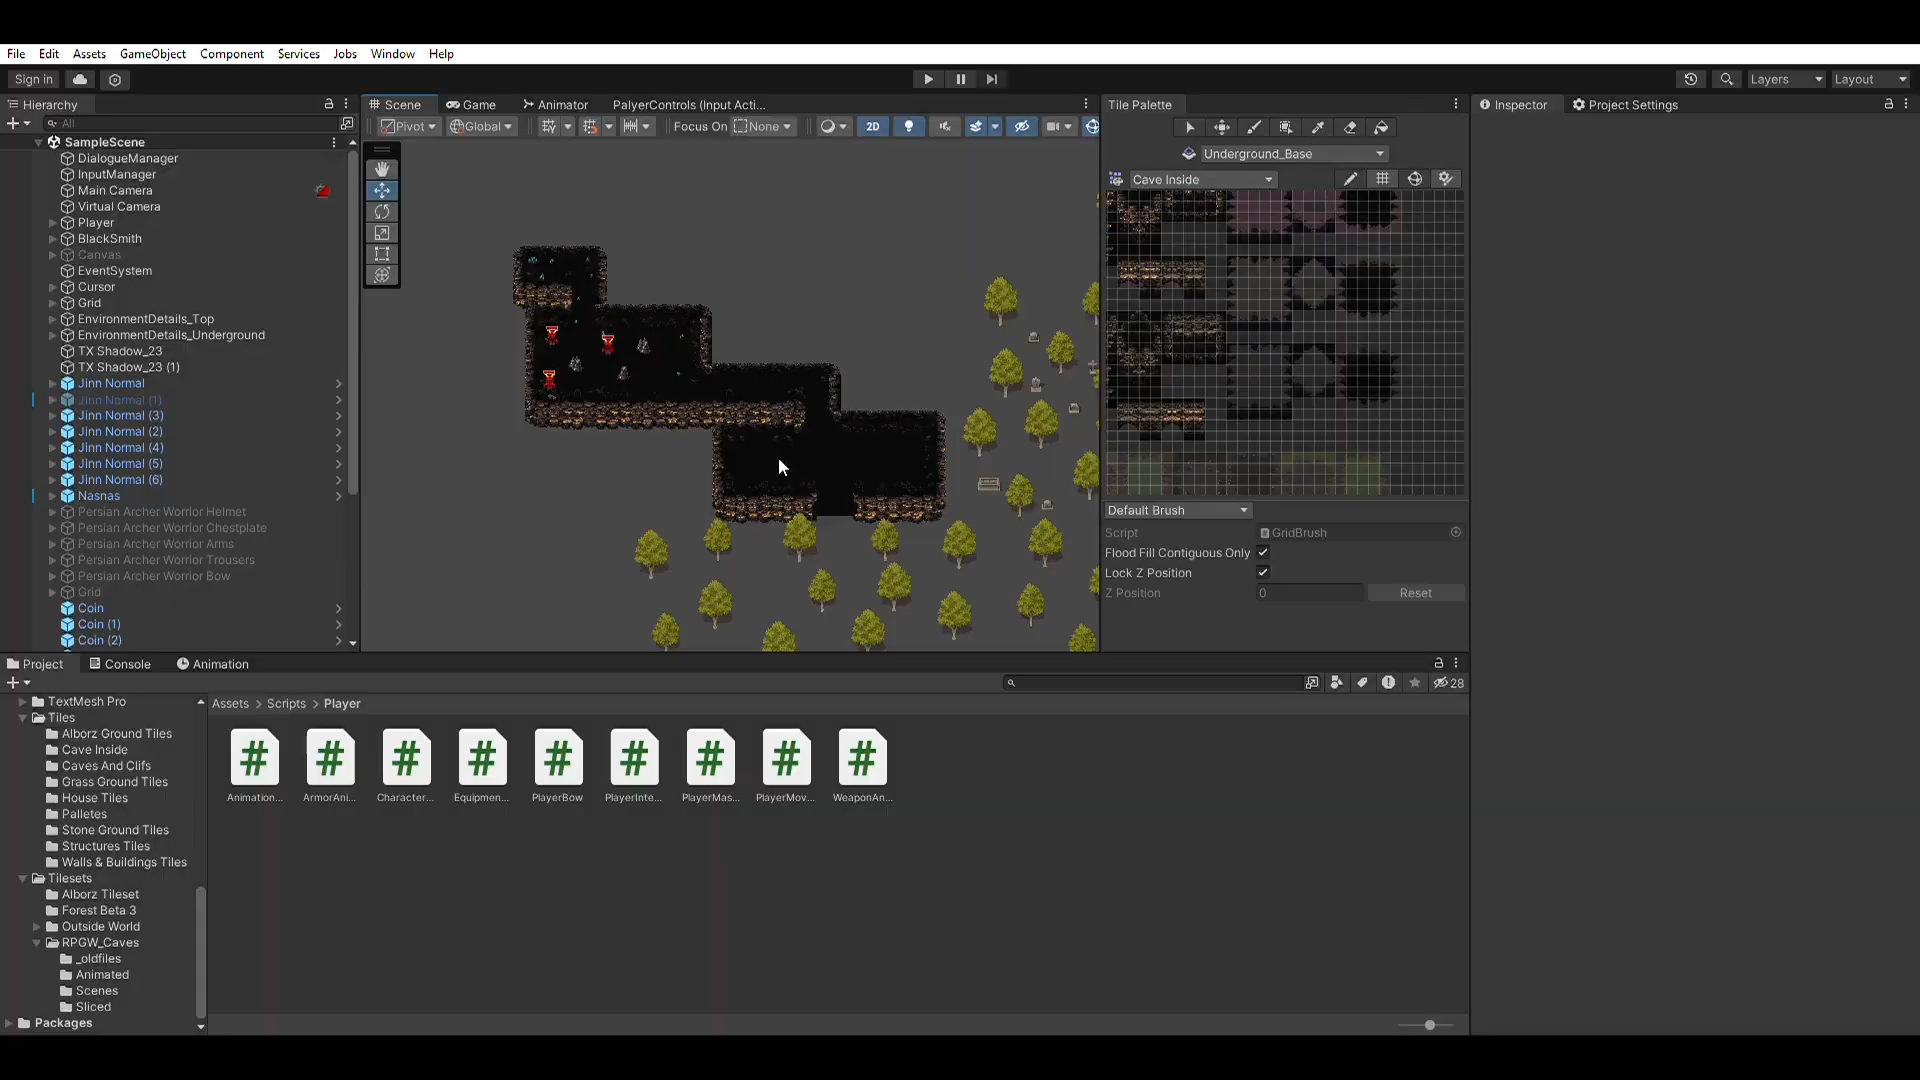 File Edit Assets GameObject Component Services Jobs Window Help
Sign in
Layers
Layout
Hierarchy
Scene
Game
Animator
PalyerControls (Input Acti...
Tile Palette
Inspector
Project Settings
All
Pivot
Global
Focus On
None
2D
SampleScene
DialogueManager
InputManager
Main Camera
Virtual Camera
Player
BlackSmith
Canvas
EventSystem
Cursor
Grid
EnvironmentDetails_Top
EnvironmentDetails_Underground
TX Shadow_23
TX Shadow_23 (1)
Jinn Normal
Jinn Normal (1)
Jinn Normal (3)
Jinn Normal (2)
Jinn Normal (4)
Jinn Normal (5)
Jinn Normal (6)
Nasnas
Persian Archer Worrior Helmet
Persian Archer Worrior Chestplate
Persian Archer Worrior Arms
Persian Archer Worrior Trousers
Persian Archer Worrior Bow
Grid
Coin
Coin (1)
Coin (2)
Underground_Base
Cave Inside
Default Brush
Script
GridBrush
Flood Fill Contiguous Only
Lock Z Position
Z Position
0
Reset
Project
Console
Animation
28
TextMesh Pro
Tiles
Alborz Ground Tiles
Cave Inside
Caves And Clifs
Grass Ground Tiles
House Tiles
Palletes
Stone Ground Tiles
Structures Tiles
Walls & Buildings Tiles
Tilesets
Alborz Tileset
Forest Beta 3
Outside World
RPGW_Caves
_oldfiles
Animated
Scenes
Sliced
Packages
Assets > Scripts > Player
Animation...
ArmorAni...
Character...
Equipmen...
PlayerBow
PlayerInte...
PlayerMas...
PlayerMov...
WeaponAn...